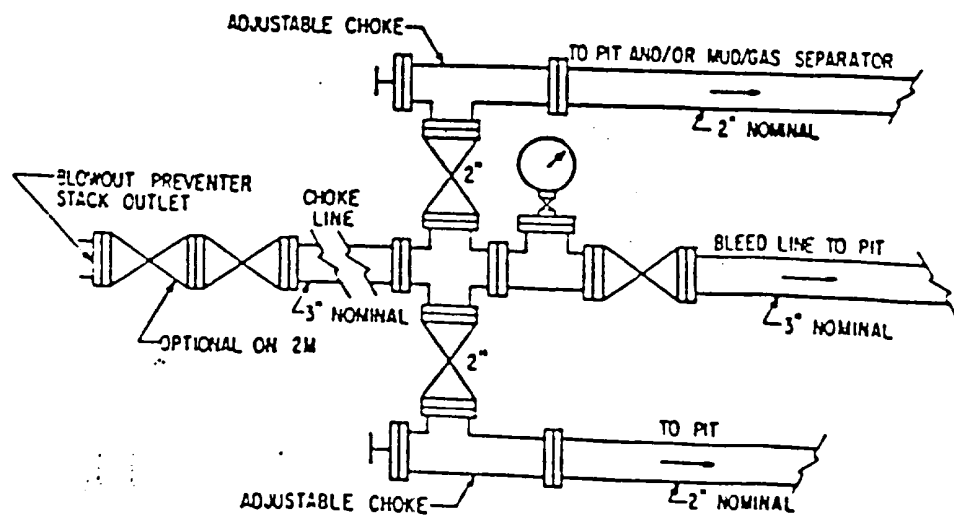 ADJUSTABLE CHOKE
TO PIT AND/OR MUD/GAS SEPARATOR
2" NOMINAL
2"
BLOWOUT PREVENTER
STACK OUTLET
CHOKE
LINE
BLEED LINE TO PIT
3" NOMINAL
3" NOMINAL
OPTIONAL ON 2M
2"
TO PIT
ADJUSTABLE CHOKE
2" NOMINAL